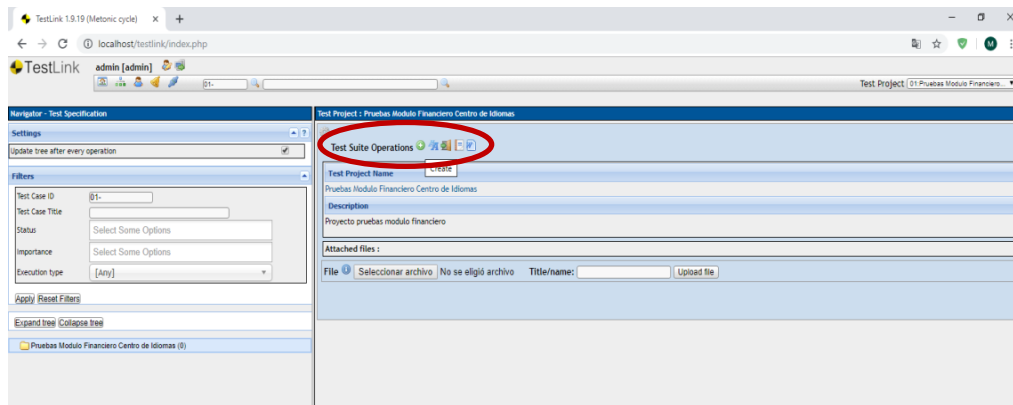 TestLink 1.9.19 (Metonic cycle)
localhost/testlink/index.php
M
TestLink
admin [admin]
01-
Test Project
01:Pruebas Modulo Financiero...
Navigator - Test Specification
Settings
?
Update tree after every operation
Filters
Test Case ID
01-
Test Case Title
Status
Select Some Options
Importance
Select Some Options
Execution type
[Any]
Apply
Reset Filters
Expand tree
Collapse tree
Pruebas Modulo Financiero Centro de Idiomas (0)
Test Project : Pruebas Modulo Financiero Centro de Idiomas
Test Suite Operations
Create
Test Project Name
Pruebas Modulo Financiero Centro de Idiomas
Description
Proyecto pruebas modulo financiero
Attached files :
File
Seleccionar archivo
No se eligió archivo
Title/name:
Upload file